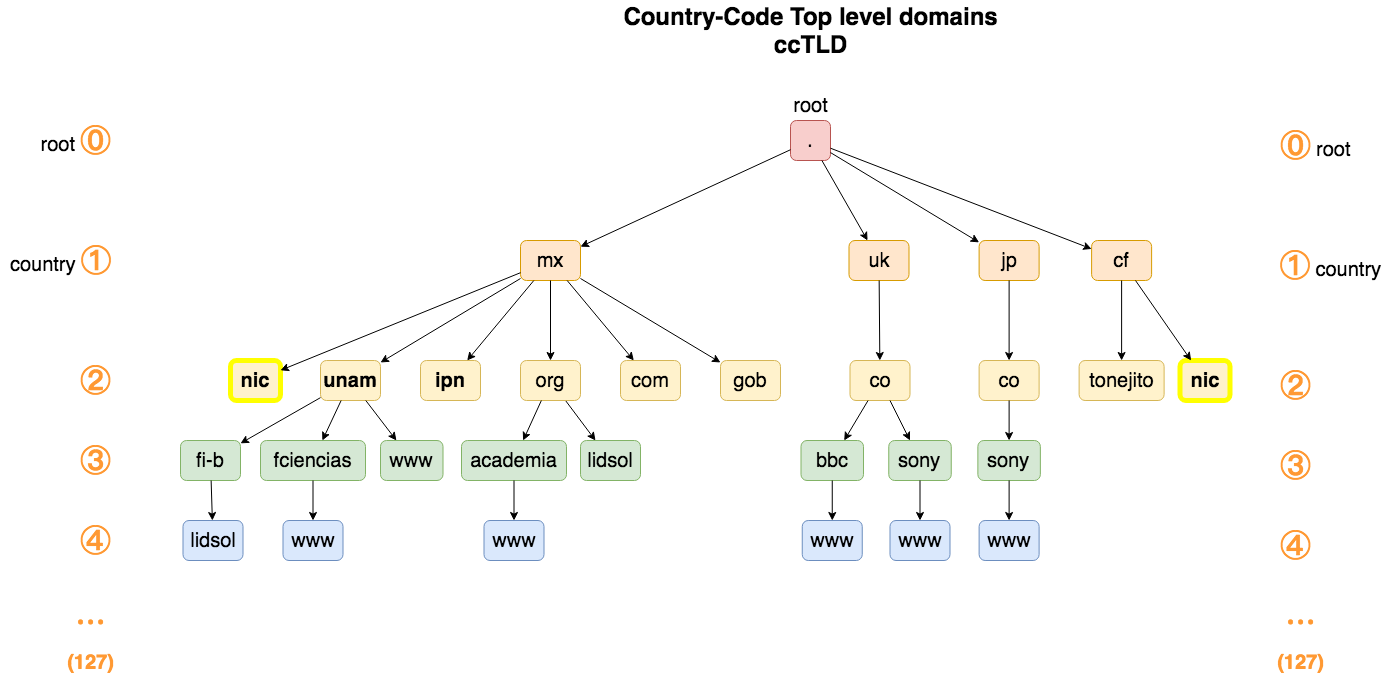 Country-Code Top level domains
ccTLD
root
.
root ⓪
⓪ root
country ①
mx
uk
jp
cf
① country
②
nic
unam
ipn
org
com
gob
co
co
tonejito
nic
②
③
fi-b
fciencias
www
academia
lidsol
bbc
sony
sony
③
④
lidsol
www
www
www
www
www
④
...
...
(127)
(127)